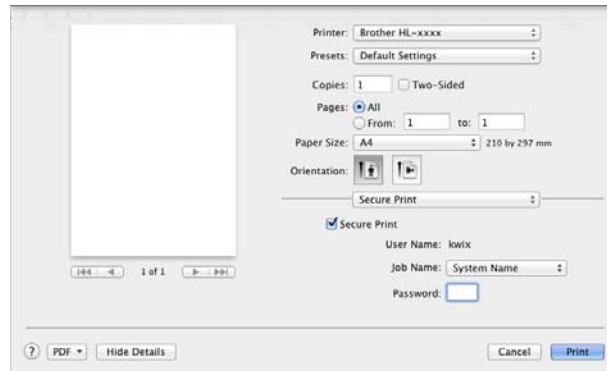 Printer: Brother HL-xxxx
Presets: Default Settings
Copies: 1 Two-Sided
Pages: All
From: 1 to: 1
Paper Size: A4 210 by 297 mm
Orientation:
Secure Print
Secure Print
User Name: kwix
1 of 1
Job Name: System Name
Password:
? PDF Hide Details Cancel Print